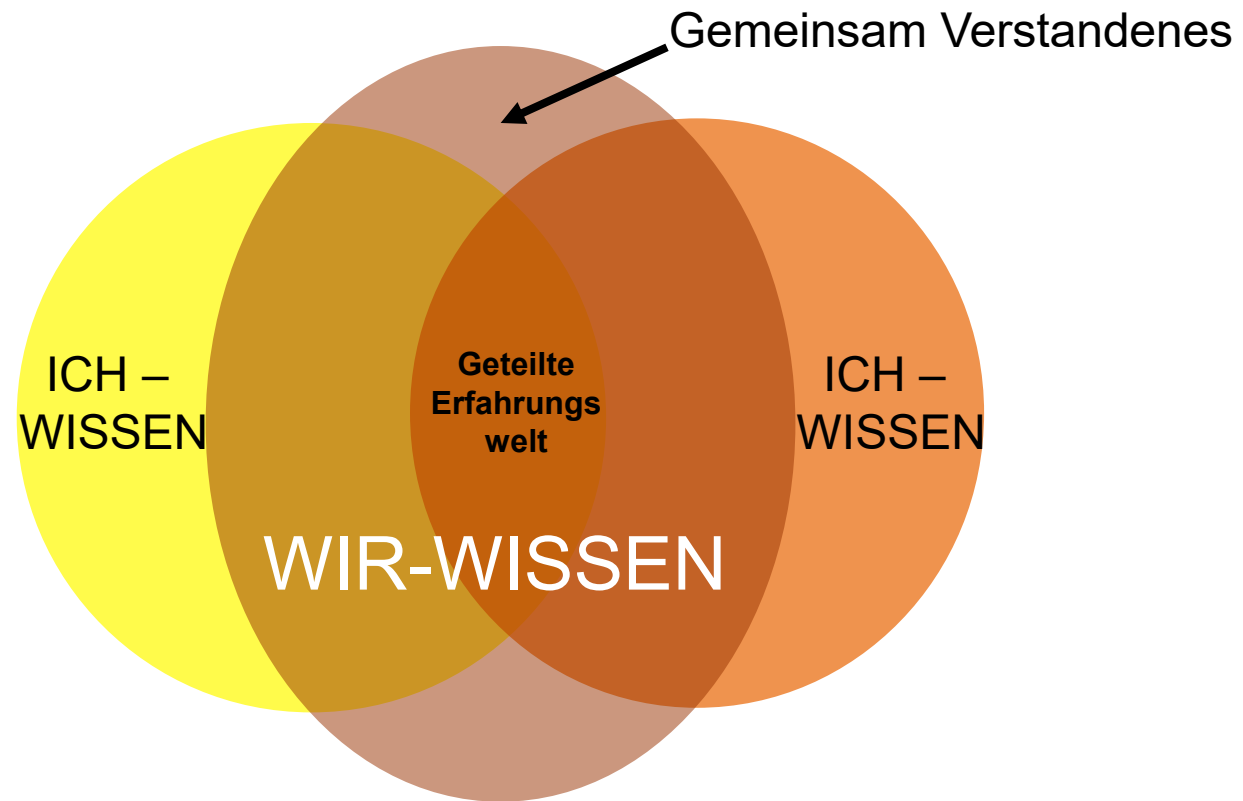 Gemeinsam Verstandenes
ICH –
WISSEN
Geteilte
Erfahrungs
welt
ICH –
WISSEN
WIR-WISSEN